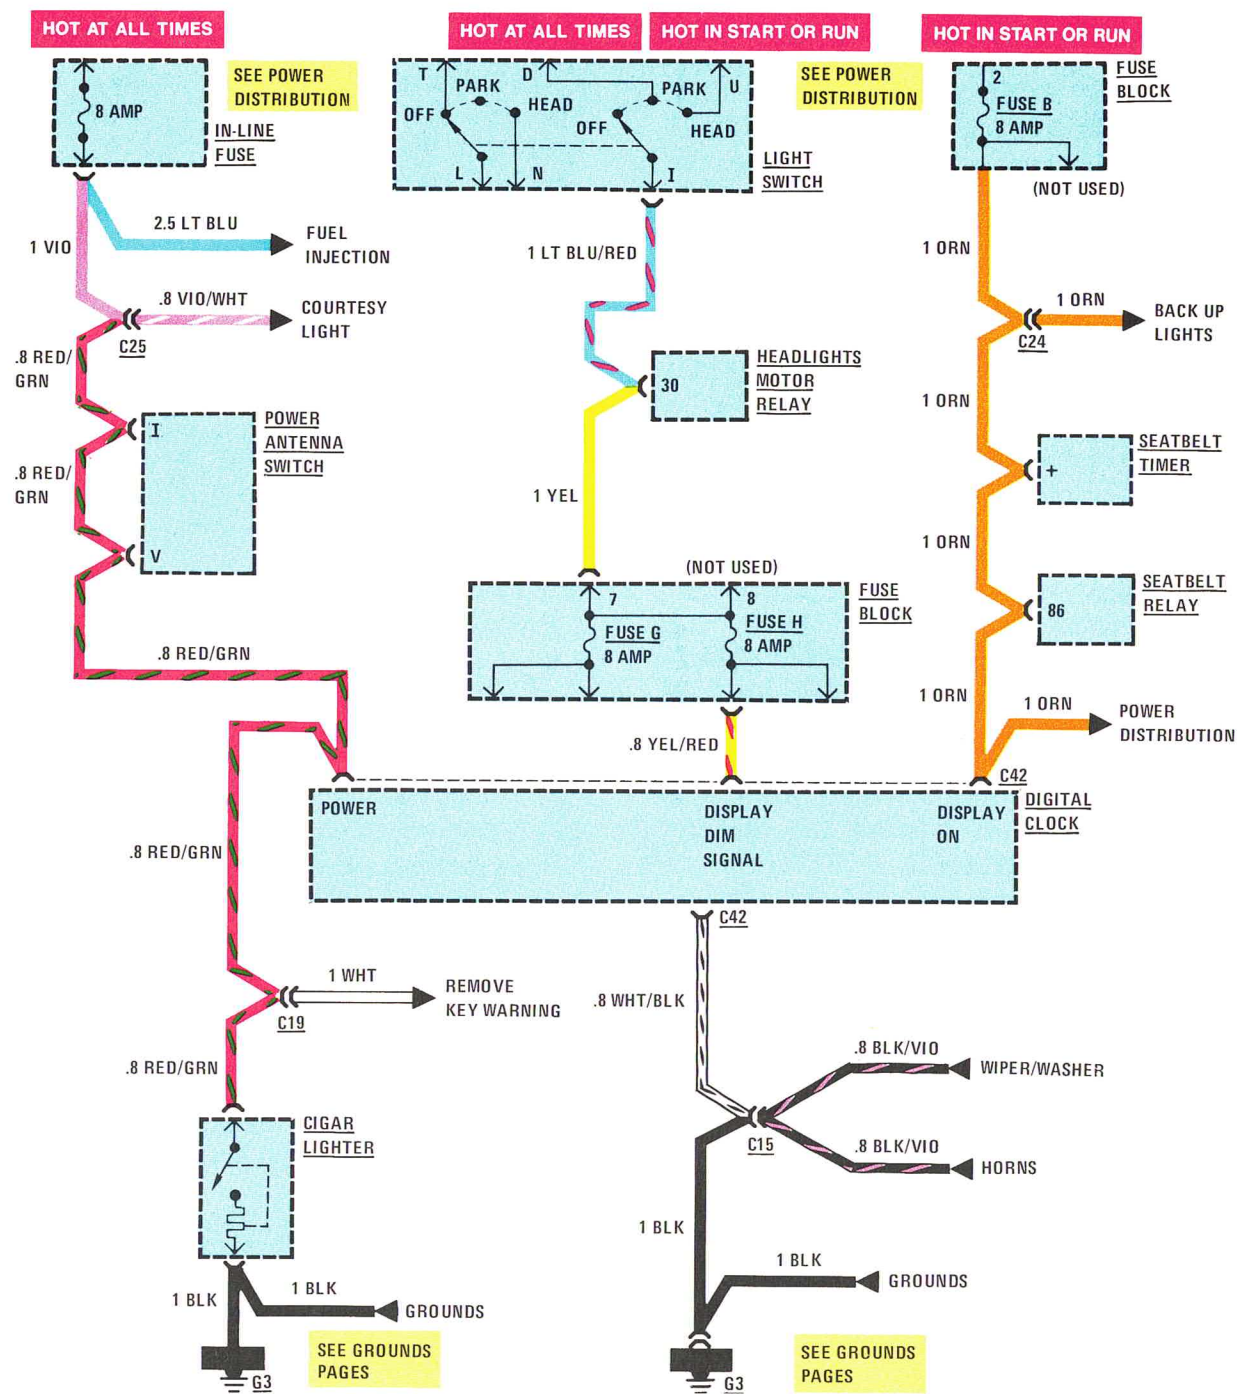 HOT AT ALL TIMES
HOT AT ALL TIMES
HOT IN START OR RUN
HOT IN START OR RUN
8 AMP
IN-LINE
FUSE
SEE POWER
DISTRIBUTION
T
D
U
PARK
HEAD
OFF
PARK
OFF
HEAD
L
N
I
LIGHT
SWITCH
SEE POWER
DISTRIBUTION
2
FUSE B
8 AMP
FUSE
BLOCK
(NOT USED)
2.5 LT BLU
FUEL
INJECTION
1 VIO
.8 VIO/WHT
COURTESY
LIGHT
C25
.8 RED/
GRN
I
POWER
ANTENNA
SWITCH
.8 RED/
GRN
V
.8 RED/GRN
1 LT BLU/RED
30
HEADLIGHTS
MOTOR
RELAY
1 YEL
(NOT USED)
7
8
FUSE G
8 AMP
FUSE H
8 AMP
FUSE
BLOCK
.8 YEL/RED
1 ORN
1 ORN
BACK UP
LIGHTS
C24
1 ORN
+
SEATBELT
TIMER
1 ORN
86
SEATBELT
RELAY
1 ORN
1 ORN
POWER
DISTRIBUTION
C42
DIGITAL
CLOCK
POWER
DISPLAY
DIM
SIGNAL
DISPLAY
ON
C42
.8 RED/GRN
1 WHT
REMOVE
KEY WARNING
C19
.8 RED/GRN
CIGAR
LIGHTER
1 BLK
1 BLK
GROUNDS
SEE GROUNDS
PAGES
G3
.8 WHT/BLK
.8 BLK/VIO
WIPER/WASHER
C15
.8 BLK/VIO
HORNS
1 BLK
1 BLK
GROUNDS
SEE GROUNDS
PAGES
G3